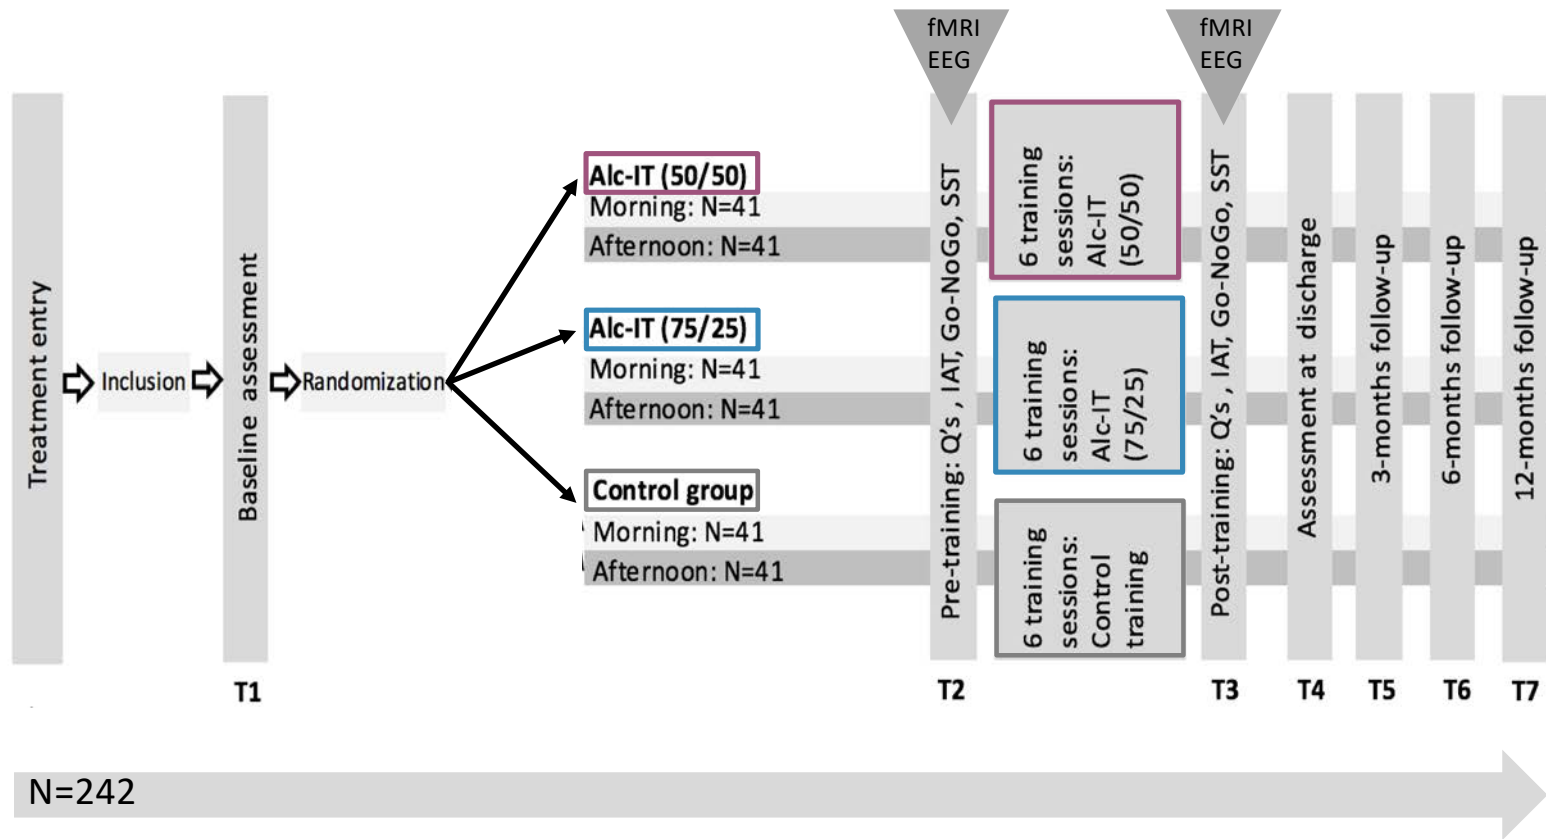 fMRI
EEG
fMRI
EEG
Treatment entry
Inclusion
Baseline assessment
Randomization
Alc-IT (50/50)
Morning: N=41
Afternoon: N=41
Alc-IT (75/25)
Morning: N=41
Afternoon: N=41
Control group
Morning: N=41
Afternoon: N=41
Pre-training: Q's , IAT, Go-NoGo, SST
6 training
sessions:
Alc-IT
(50/50)
6 training
sessions:
Alc-IT
(75/25)
6 training
sessions:
Control
training
Post-training: Q's , IAT, Go-NoGo, SST
Assessment at discharge
3-months follow-up
6-months follow-up
12-months follow-up
T1
T2
T3
T4
T5
T6
T7
N=242